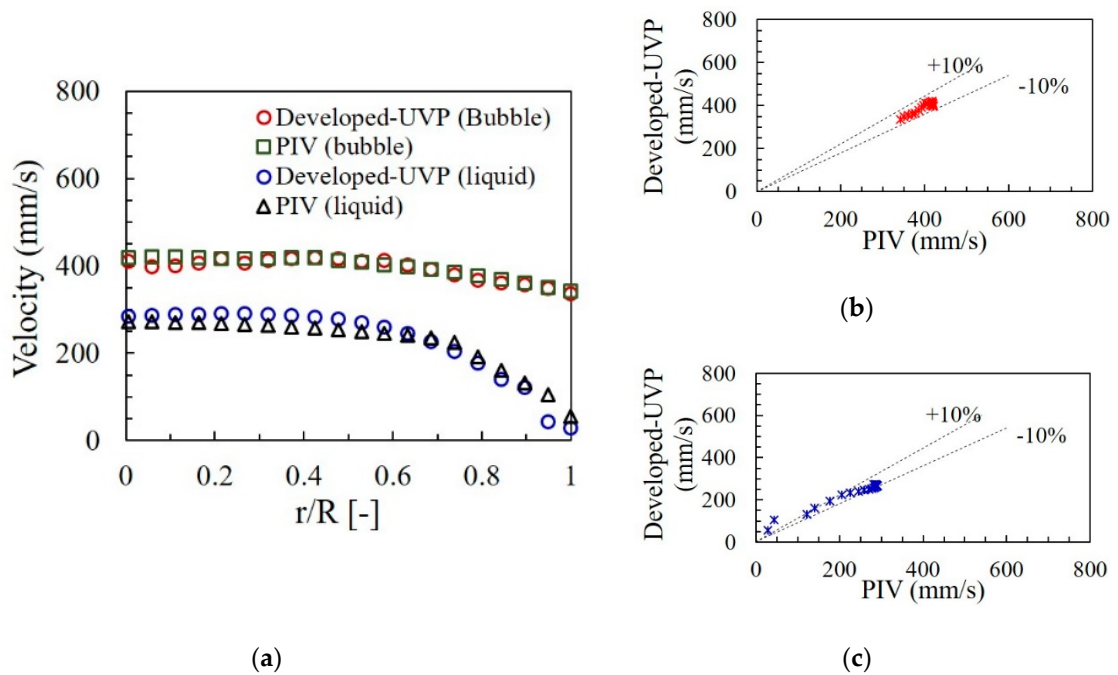 800
600
400
200
0
Velocity (mm/s)
Developed-UVP (Bubble)
PIV (bubble)
Developed-UVP (liquid)
PIV (liquid)
0 0.2 0.4 0.6 0.8 1
r/R [-]
(a)
800
600
400
200
0
Developed-UVP
(mm/s)
+10%
-10%
0 200 400 600 800
PIV (mm/s)
(b)
800
600
400
200
0
Developed-UVP
(mm/s)
+10%
-10%
0 200 400 600 800
PIV (mm/s)
(c)